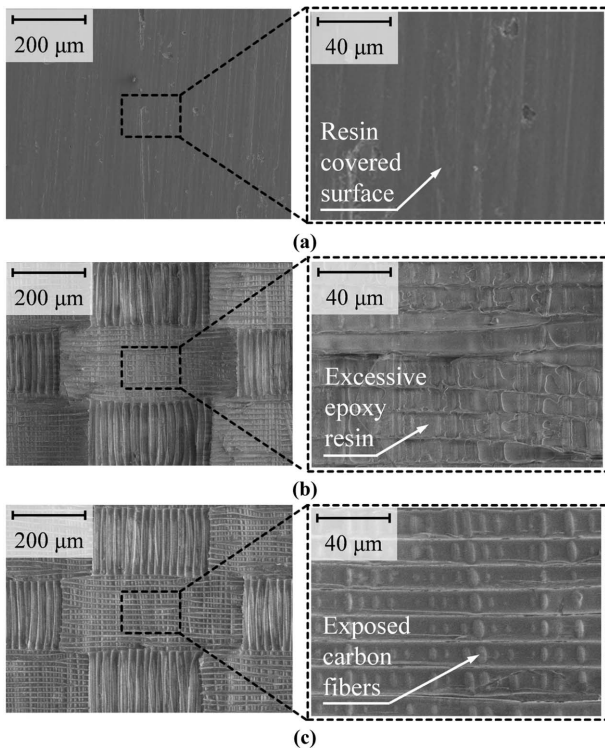 200 μm
40 μm
Resin
covered
surface
(a)
200 μm
40 μm
Excessive
epoxy
resin
(b)
200 μm
40 μm
Exposed
carbon
fibers
(c)